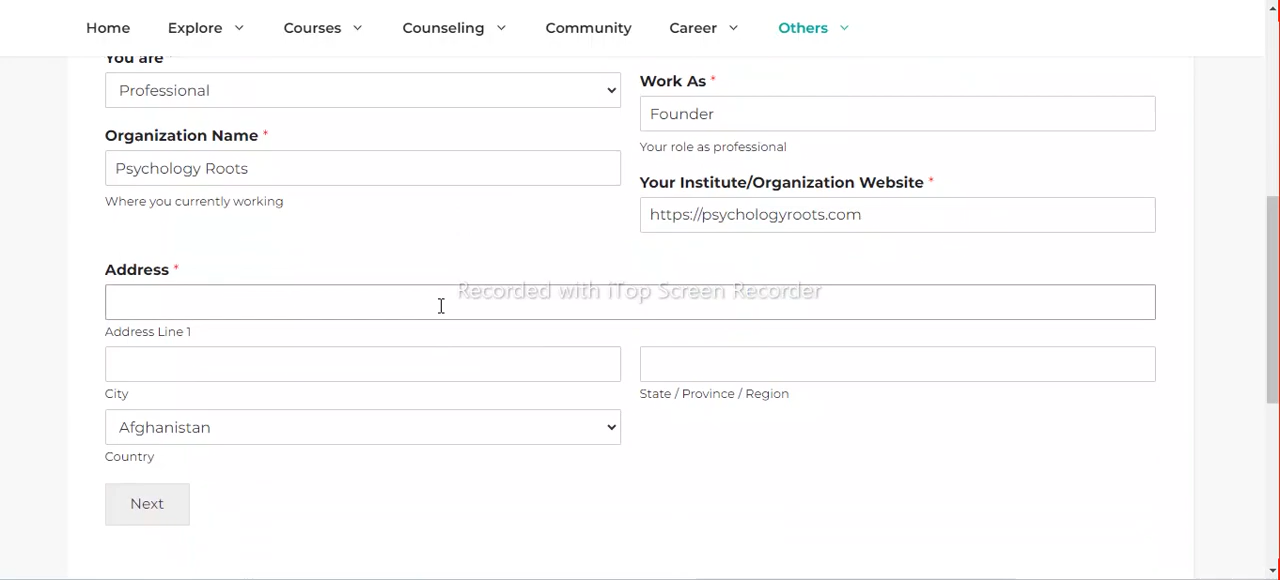 Home Explore Courses Counseling Community Career Others
You are *
Professional
Work As *
Founder
Your role as professional
Organization Name *
Psychology Roots
Where you currently working
Your Institute/Organization Website *
https://psychologyroots.com
Address *
Recorded with iTop Screen Recorder
Address Line 1
City
State / Province / Region
Afghanistan
Country
Next